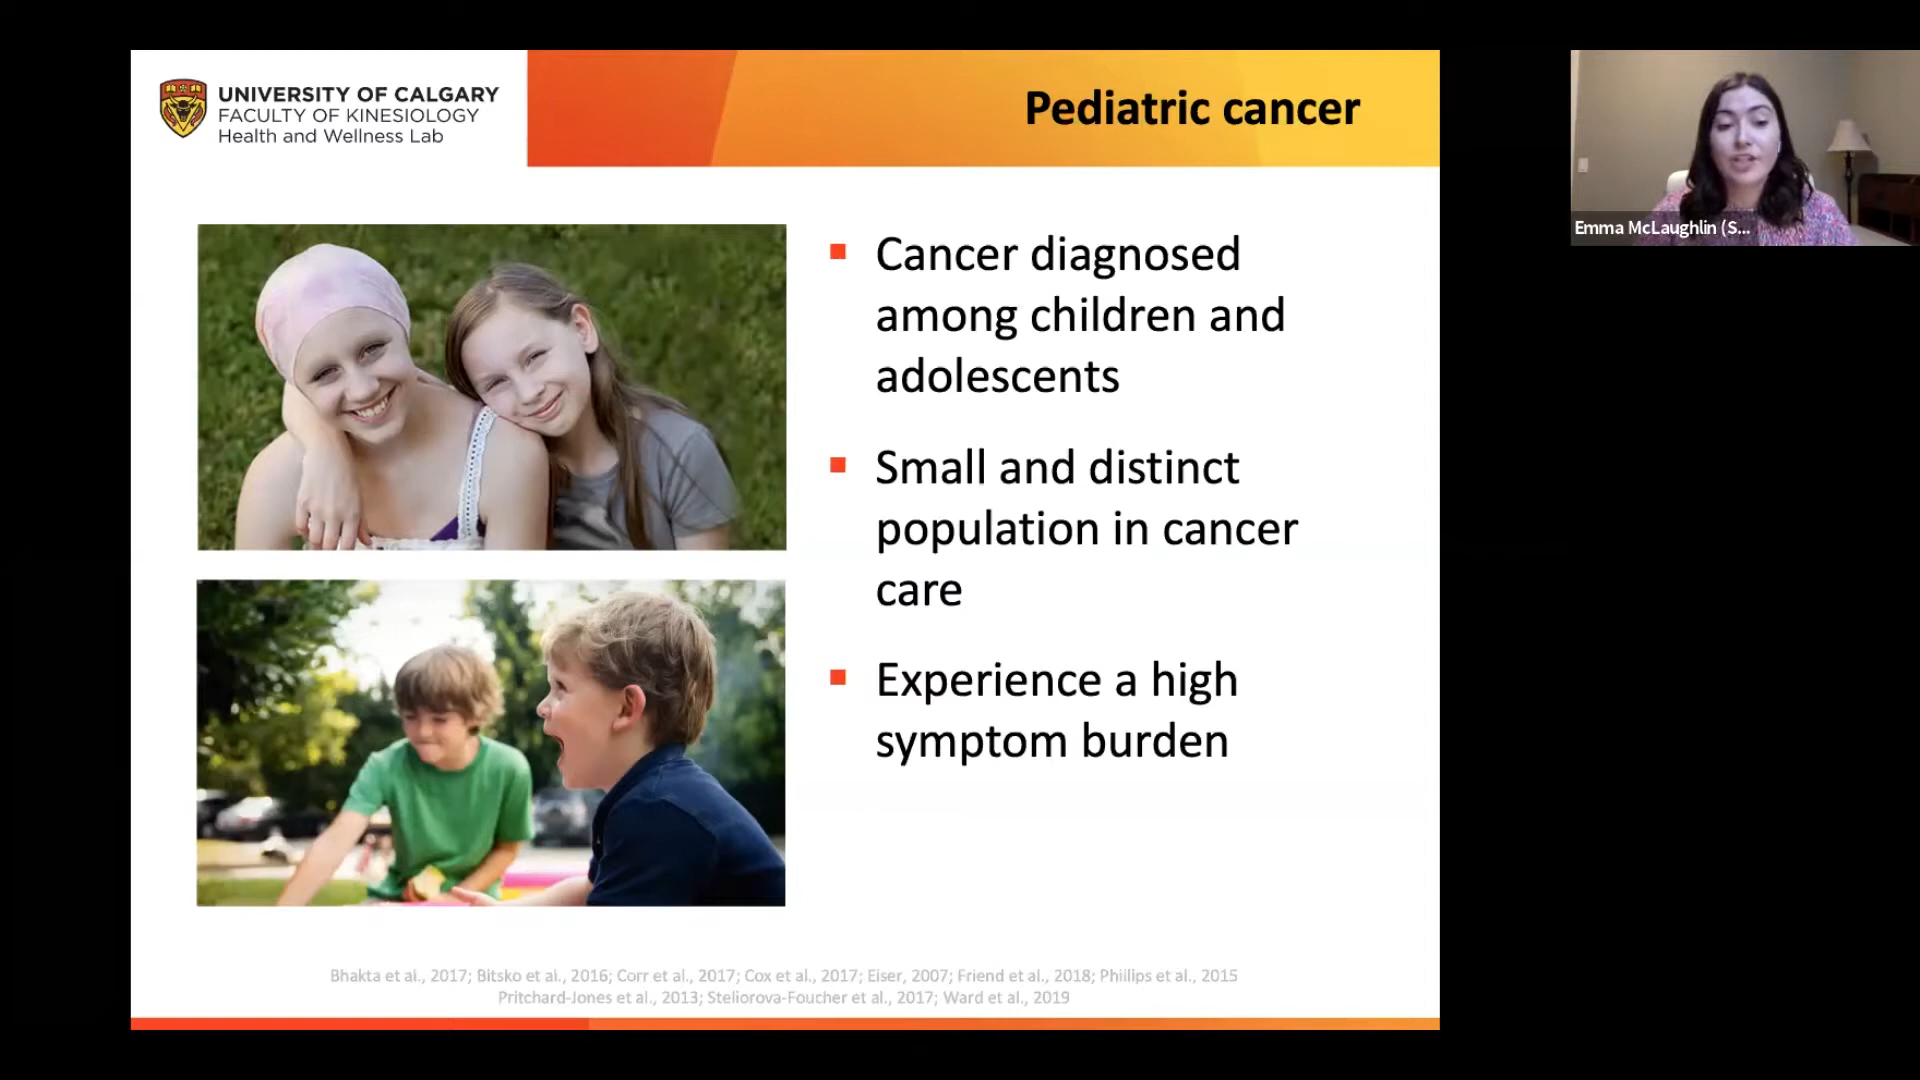 UNIVERSITY OF CALGARY
FACULTY OF KINESIOLOGY
Health and Wellness Lab
Pediatric cancer
Emma McLaughlin (S...
Cancer diagnosed
among children and
adolescents
Small and distinct
population in cancer
care
Experience a high
symptom burden
Bhakta et al., 2017; Bitsko et al., 2016; Corr et al., 2017; Cox et al., 2017; Eiser, 2007; Friend et al., 2018; Phillips et al., 2015
Pritchard-Jones et al., 2013; Steliorova-Foucher et al., 2017; Ward et al., 2019